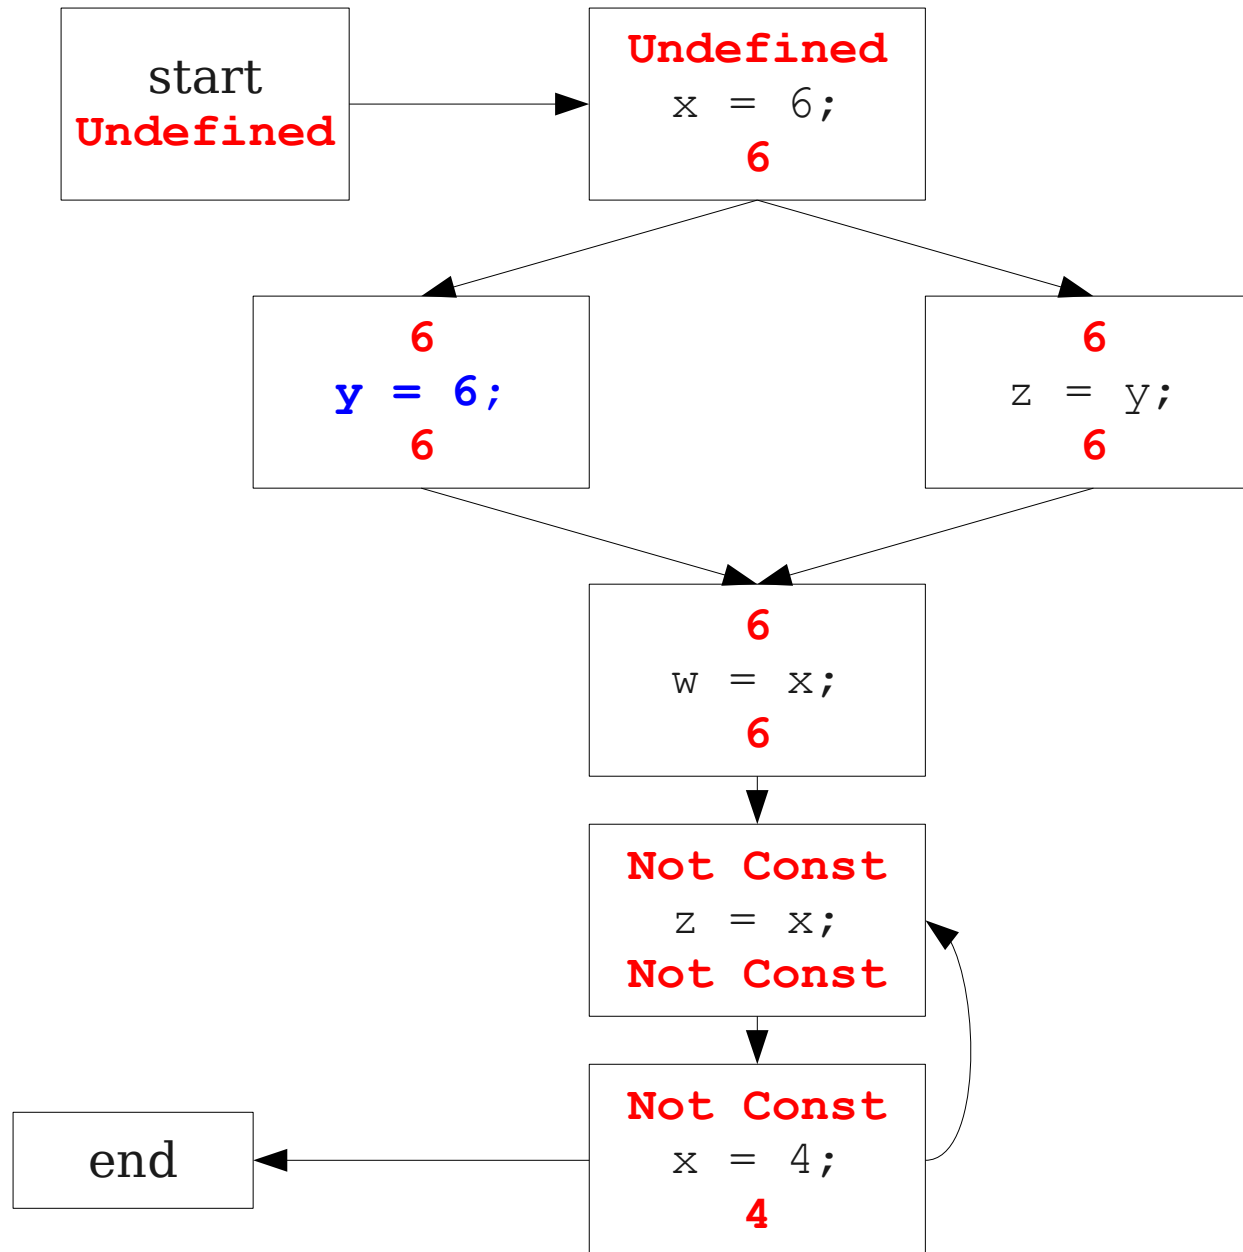 start
Undefined
Undefined
x = 6;
6
6
y = 6;
6
6
z = y;
6
6
w = x;
6
Not Const
z = x;
Not Const
Not Const
x = 4;
4
end